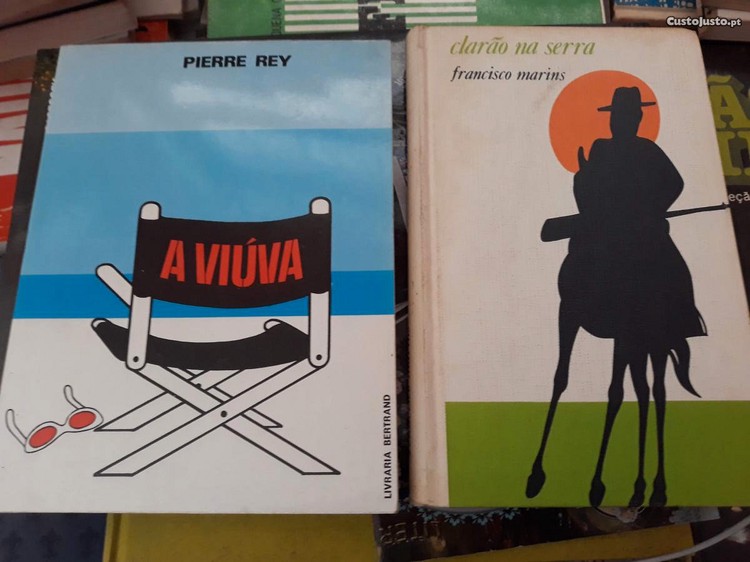 CustoJusto.pt
PIERRE REY
A VIÚVA
LIVRARIA BERTRAND
clarão na serra
francisco marins